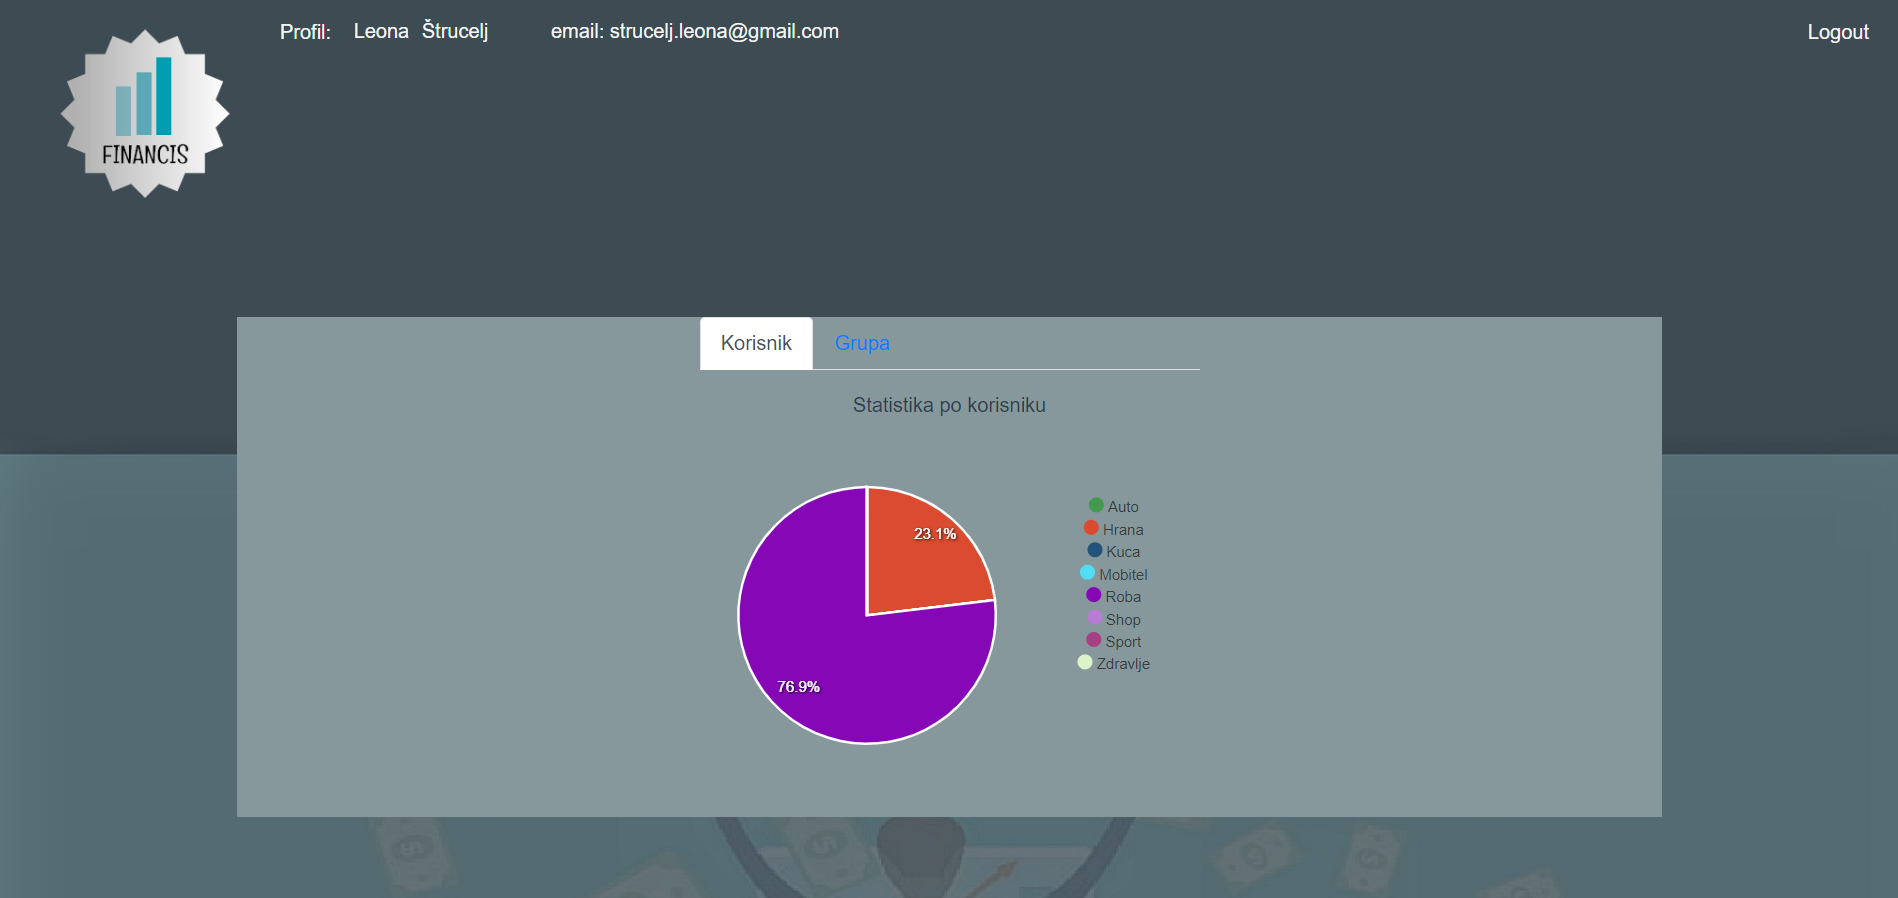 Profil: Leona Štrucelj email: strucelj.leona@gmail.com Logout
FINANCIS
Korisnik Grupa
Statistika po korisniku
23.1%
76.9%
Auto
Hrana
Kuca
Mobitel
Roba
Shop
Sport
Zdravlje